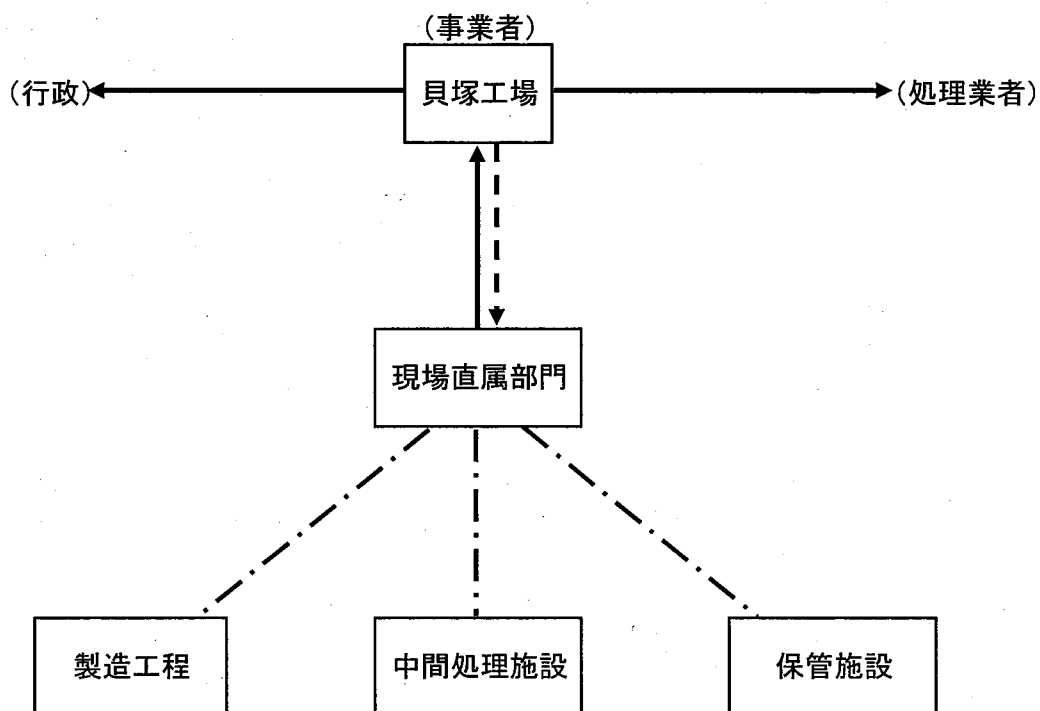 (事業者)
(行政)
貝塚工場
(処理業者)
現場直属部門
製造工程
中間処理施設
保管施設